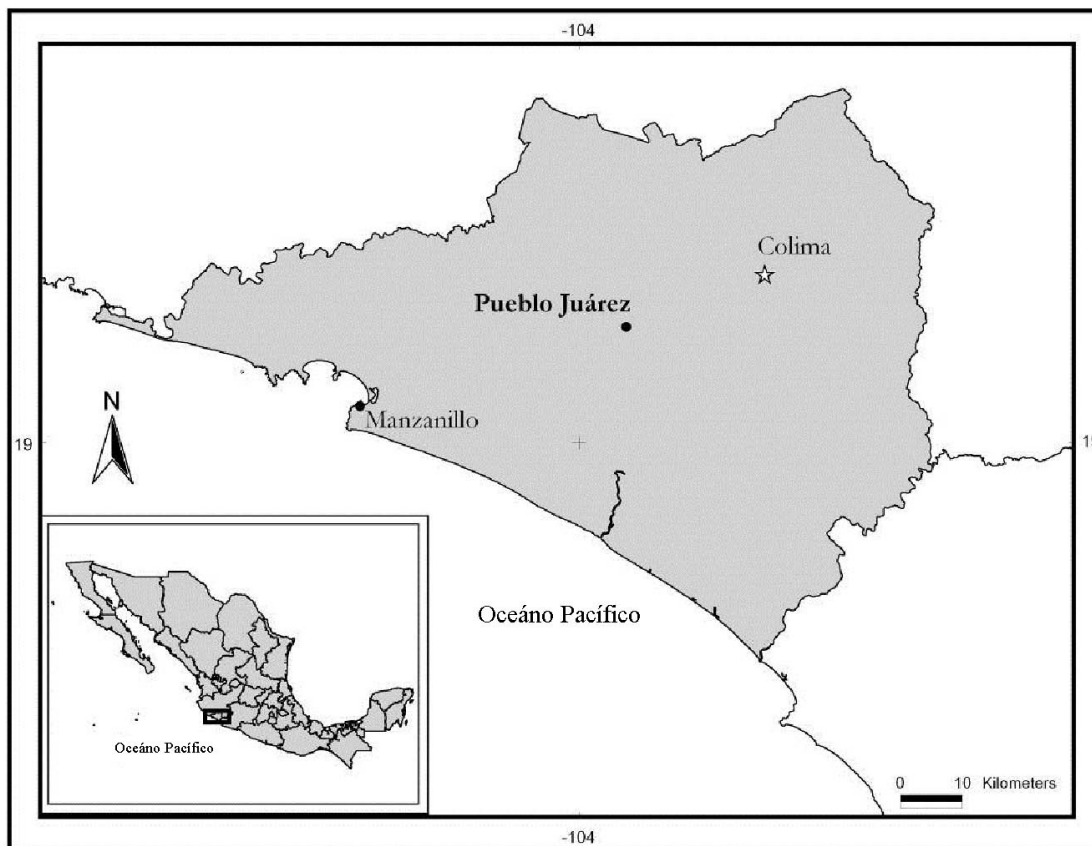 -104
Colima
Pueblo Juárez
Manzanillo
N
19
19
Oceáno Pacífico
Oceáno Pacífico
0 10 Kilometers
-104